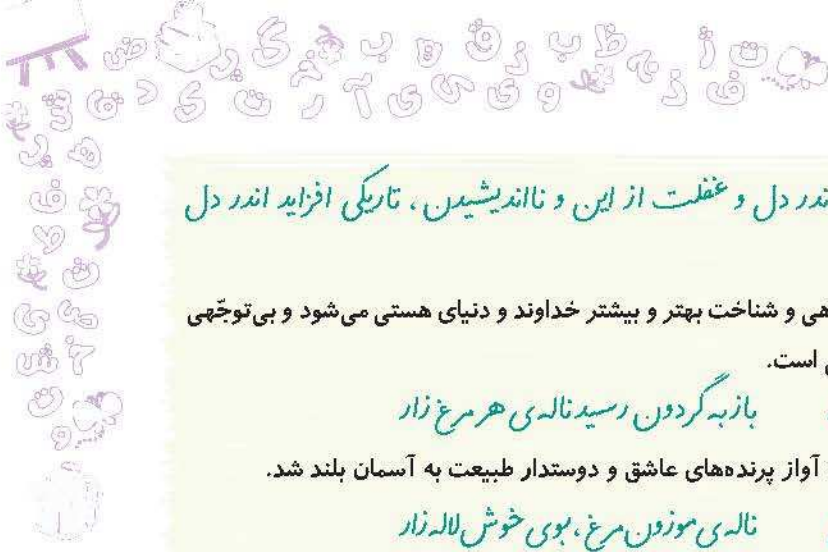 ندر دل و غفلت از این و نااندیشیدن، تاریکی افزاید اندر دل
هی و شناخت بهتر و بیشتر خداوند و دنیای هستی می‌شود و بی‌توجّهی
است.
باز به گردون رسید ناله‌ی هر مرغ زار
آواز پرنده‌های عاشق و دوستدار طبیعت به آسمان بلند شد.
ناله‌ی موزون مرغ، بوی خوش لاله‌زار